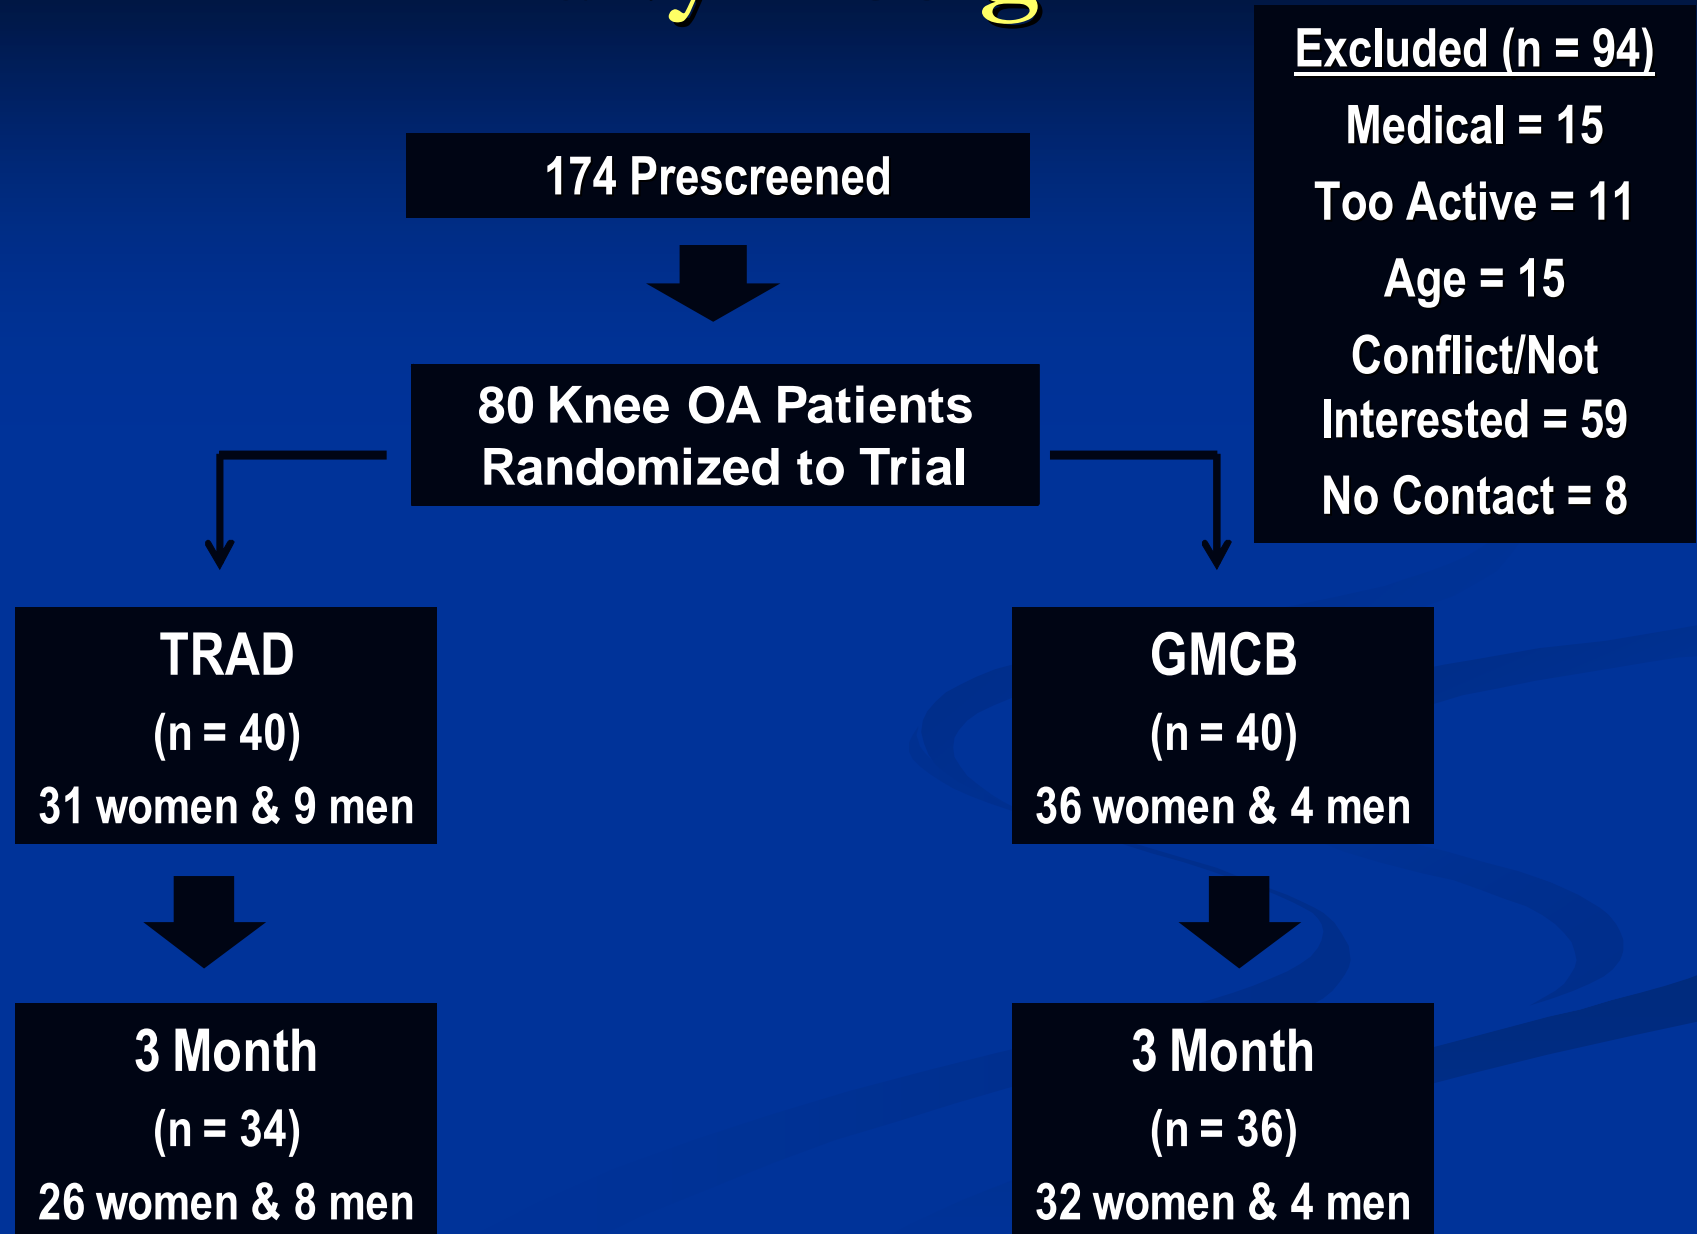 174 Prescreened
80 Knee OA Patients
Randomized to Trial
Excluded (n = 94)
Medical = 15
Too Active = 11
Age = 15
Conflict/Not
Interested = 59
No Contact = 8
TRAD
(n = 40)
31 women & 9 men
GMCB
(n = 40)
36 women & 4 men
3 Month
(n = 34)
26 women & 8 men
3 Month
(n = 36)
32 women & 4 men